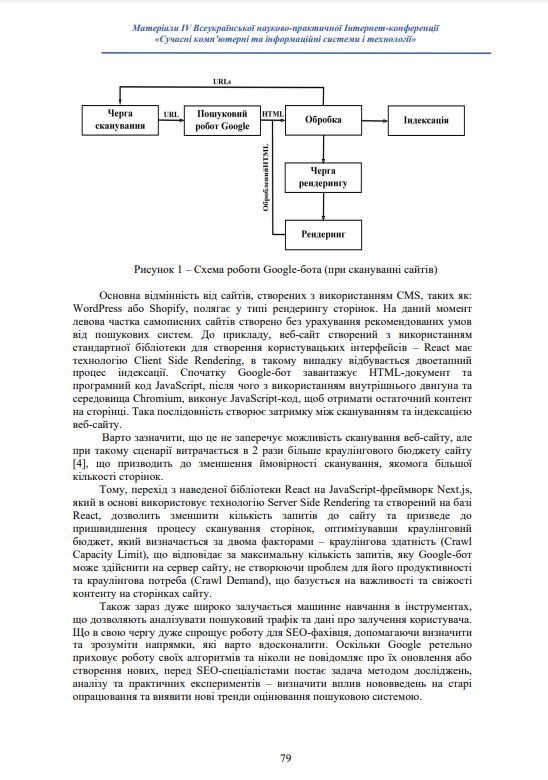 Матеріали IV Всеукраїнської науково-практичної Інтернет-конференції
«Сучасні комп'ютерні та інформаційні системи і технології»
URLs
Черга
сканування
URL
Пошуковий
робот Google
HTML
Обробка
Індексація
ОброблениийHTML
Черга
рендерингу
Рендеринг
Рисунок 1 – Схема роботи Google-бота (при скануванні сайтів)
Основна відмінність від сайтів, створених з використанням CMS, таких як:
WordPress або Shopify, полягає у типі рендерингу сторінок. На даний момент
левова частка самописних сайтів створено без урахування рекомендованих умов
від пошукових систем. До прикладу, веб-сайт створений з використанням
стандартної бібліотеки для створення користувацьких інтерфейсів – React має
технологію Client Side Rendering, в такому випадку відбувається двоетапний
процес індексації. Спочатку Google-бот завантажує HTML-документ та
програмний код JavaScript, після чого з використанням внутрішнього двигуна та
середовища Chromium, виконує JavaScript-код, щоб отримати остаточний контент
на сторінці. Така послідовність створює затримку між скануванням та індексацією
веб-сайту.
Варто зазначити, що це не заперечує можливість сканування веб-сайту, але
при такому сценарії витрачається в 2 рази більше краулінгового бюджету сайту
[4], що призводить до зменшення ймовірності сканування, якомога більшої
кількості сторінок.
Тому, перехід з наведеної бібліотеки React на JavaScript-фреймворк Next.js,
який в основі використовує технологію Server Side Rendering та створений на базі
React, дозволить зменшити кількість запитів до сайту та призведе до
пришвидшення процесу сканування сторінок, оптимізувавши краулінговий
бюджет, який визначається за двома факторами – краулінгова здатність (Crawl
Capacity Limit), що відповідає за максимальну кількість запитів, яку Google-бот
може здійснити на сервер сайту, не створюючи проблем для його продуктивності
та краулінгова потреба (Crawl Demand), що базується на важливості та свіжості
контенту на сторінках сайту.
Також зараз дуже широко залучається машинне навчання в інструментах,
що дозволяють аналізувати пошуковий трафік та дані про залучення користувача.
Що в свою чергу дуже спрощує роботу для SEO-фахівця, допомагаючи визначити
та зрозуміти напрямки, які варто вдосконалити. Оскільки Google ретельно
приховує роботу своїх алгоритмів та ніколи не повідомляє про їх оновлення або
створення нових, перед SEO-спеціалістами постає задача методом досліджень,
аналізу та практичних експериментів – визначити вплив нововведень на старі
опрацювання та виявити нові тренди оцінювання пошуковою системою.
79